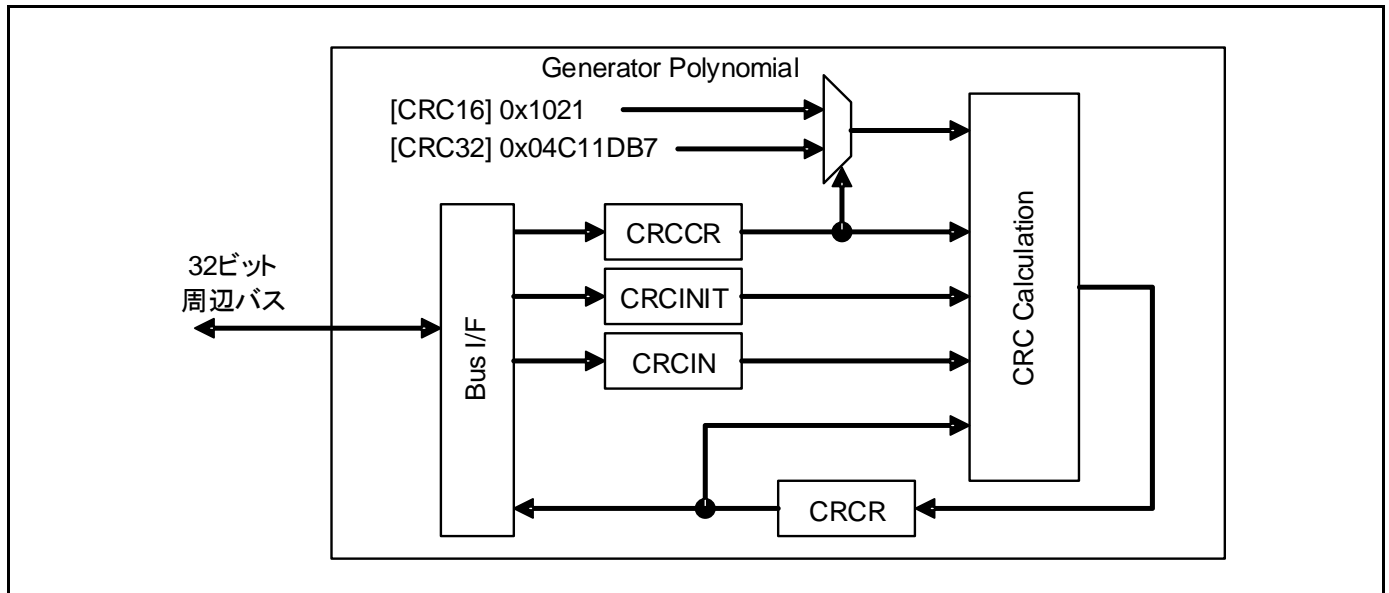 Generator Polynomial
[CRC16] 0x1021
[CRC32] 0x04C11DB7
32ビット
周辺バス
Bus I/F
CRCCR
CRCINIT
CRCIN
CRC Calculation
CRCR